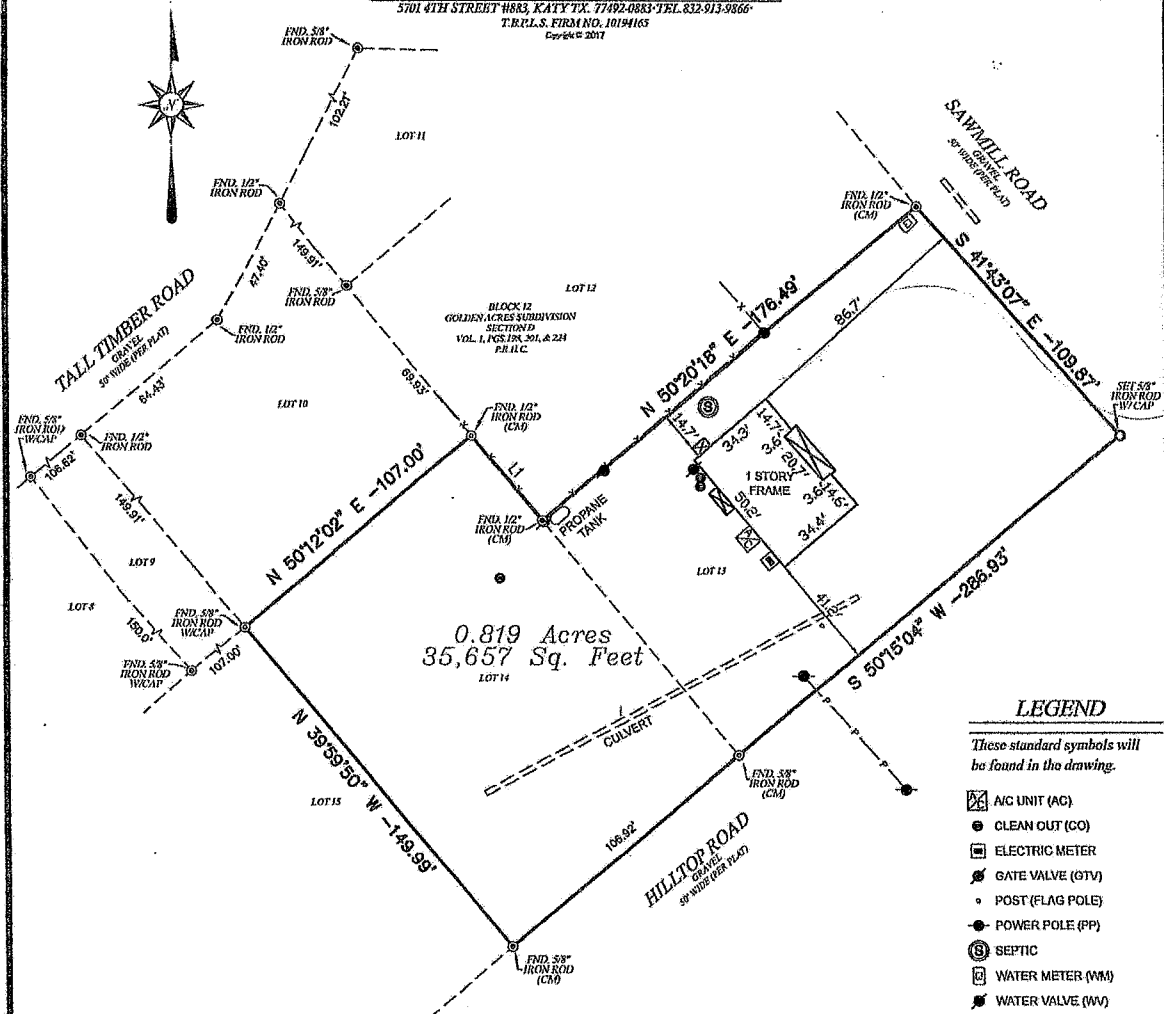 5701 4TH STREET #883, KATY TX. 77492-0883·TEL.832-913-9866·
T.B.P.L.S. FIRM NO. 10194165
Copyright © 2017
FND. 5/8"
IRON ROD
102.21'
LOT 11
N
FND. 1/2"
IRON ROD
149.91'
47.40'
FND. 5/8"
IRON ROD
FND. 1/2"
IRON ROD
TALL TIMBER ROAD
GRAVEL
50' WIDE (PER PLAT)
64.43'
LOT 10
69.93'
BLOCK 12
GOLDEN ACRES SUBDIVISION
SECTION D
VOL. 1, PGS. 198, 201, & 224
P.R.H.C.
LOT 12
SAWMILL ROAD
GRAVEL
50' WIDE (PER PLAT)
FND. 1/2"
IRON ROD
(CM)
S 41°43'07" E -109.87'
N 50°20'18" E -176.49'
86.7'
SET 5/8"
IRON ROD
W/CAP
FND. 5/8"
IRON ROD
W/CAP
FND. 1/2"
IRON ROD
106.62'
149.91'
FND. 1/2"
IRON ROD
(CM)
N 50°12'02" E -107.00'
L1
FND. 1/2"
IRON ROD
(CM)
PROPANE
TANK
S
14.7'
34.3'
14.7'
3.6'
20.7'
1 STORY
FRAME
3.6'
14.6'
50.2'
34.4'
A/C
LOT 13
LOT 9
LOT 8
150.0'
FND. 5/8"
IRON ROD
W/CAP
FND. 5/8"
IRON ROD
W/CAP
107.00'
0.819 Acres
35,657 Sq. Feet
LOT 14
CULVERT
S 50°15'04" W -286.93'
P
P
P
N 39°59'50" W -149.99'
LOT 15
FND. 5/8"
IRON ROD
(CM)
106.92'
HILLTOP ROAD
GRAVEL
50' WIDE (PER PLAT)
FND. 5/8"
IRON ROD
(CM)
LEGEND
These standard symbols will
be found in the drawing.
A/C UNIT (AC)
CLEAN OUT (CO)
ELECTRIC METER
GATE VALVE (GTV)
POST (FLAG POLE)
POWER POLE (PP)
S SEPTIC
WATER METER (WM)
WATER VALVE (WV)